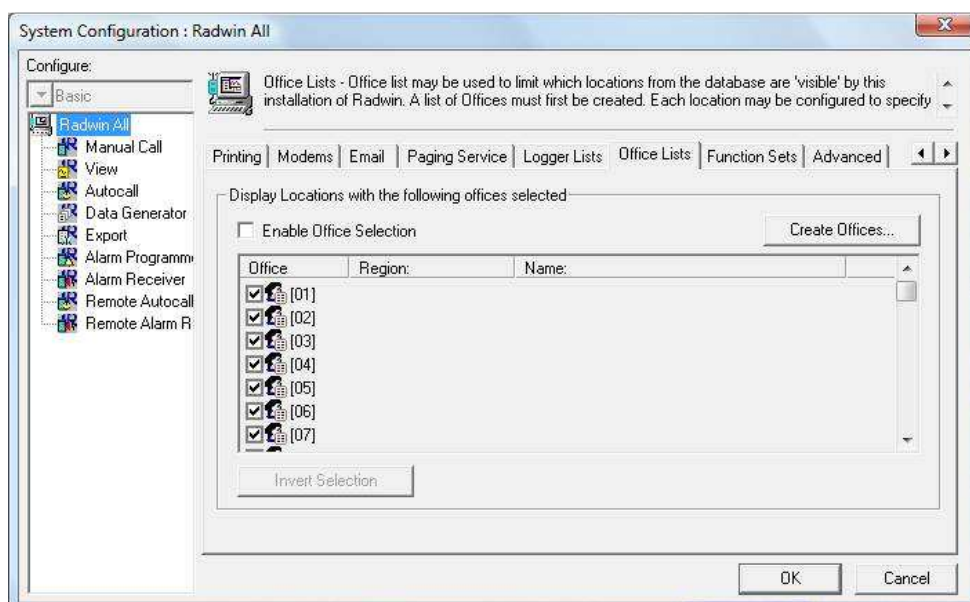 System Configuration : Radwin All
Configure:
Basic
Radwin All
Manual Call
View
Autocall
Data Generator
Export
Alarm Programm
Alarm Receiver
Remote Autocall
Remote Alarm R
Office Lists - Office list may be used to limit which locations from the database are 'visible' by this
installation of Radwin. A list of Offices must first be created. Each location may be configured to specify
Printing Modems Email Paging Service Logger Lists Office Lists Function Sets Advanced
Display Locations with the following offices selected
Enable Office Selection
Create Offices...
Office Region: Name:
[01]
[02]
[03]
[04]
[05]
[06]
[07]
Invert Selection
OK Cancel